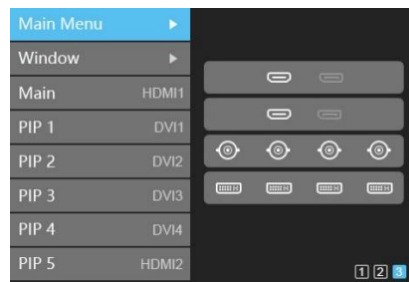 Main Menu
Window
Main HDMI1
PIP 1 DVI1
PIP 2 DVI2
PIP 3 DVI3
PIP 4 DVI4
PIP 5 HDMI2
1 2 3